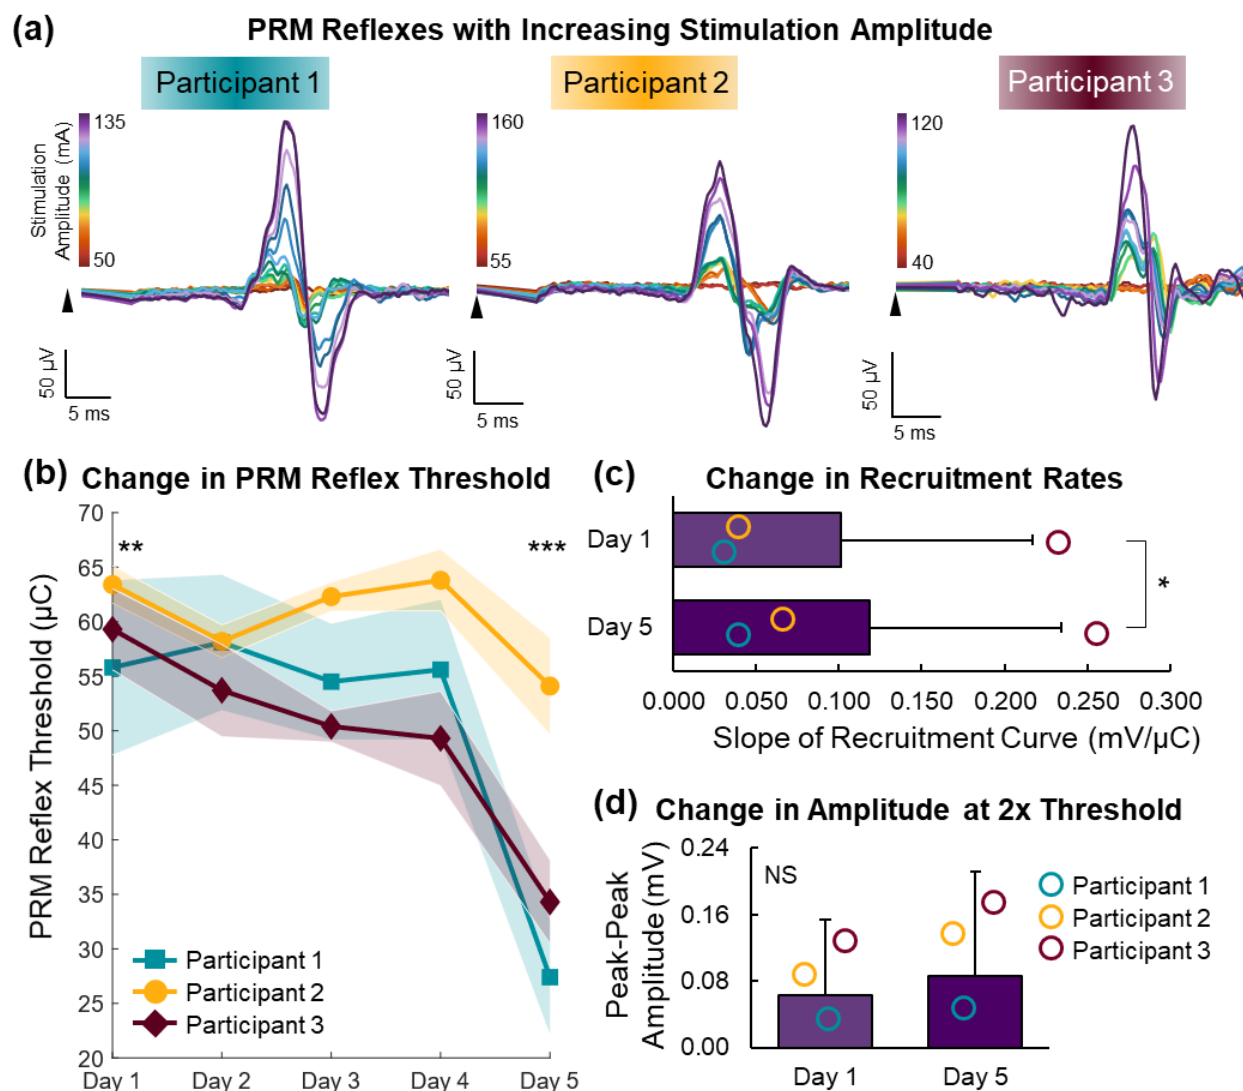 (a) PRM Reflexes with Increasing Stimulation Amplitude
Participant 1
Participant 2
Participant 3
Stimulation
Amplitude (mA)
135
50
160
55
120
40
50 µV
5 ms
50 µV
5 ms
50 µV
5 ms
(b) Change in PRM Reflex Threshold
PRM Reflex Threshold (µC)
70
65
60
55
50
45
40
35
30
25
20
**
***
Participant 1
Participant 2
Participant 3
Day 1 Day 2 Day 3 Day 4 Day 5
(c) Change in Recruitment Rates
Day 1
Day 5
*
0.000 0.050 0.100 0.150 0.200 0.250 0.300
Slope of Recruitment Curve (mV/µC)
(d) Change in Amplitude at 2x Threshold
Peak-Peak
Amplitude (mV)
0.24
0.16
0.08
0.00
NS
Participant 1
Participant 2
Participant 3
Day 1 Day 5